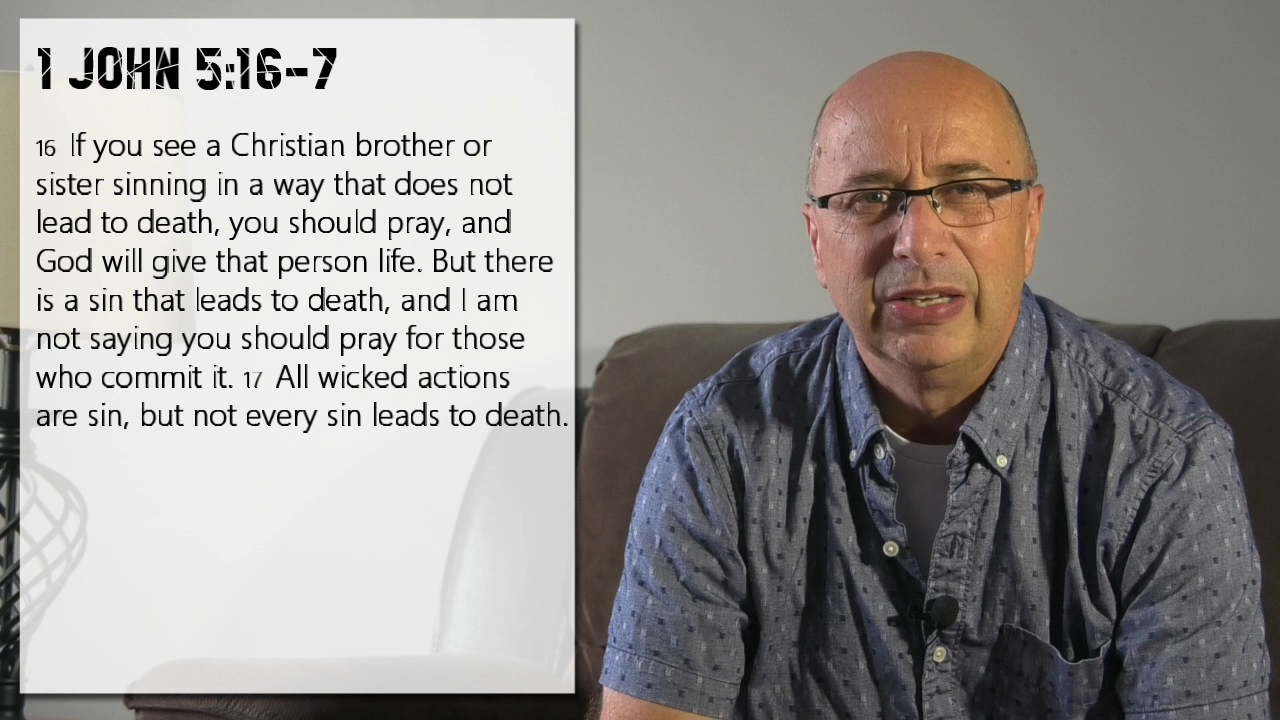 1 JOHN 5:16-7
16 If you see a Christian brother or
sister sinning in a way that does not
lead to death, you should pray, and
God will give that person life. But there
is a sin that leads to death, and I am
not saying you should pray for those
who commit it. 17 All wicked actions
are sin, but not every sin leads to death.